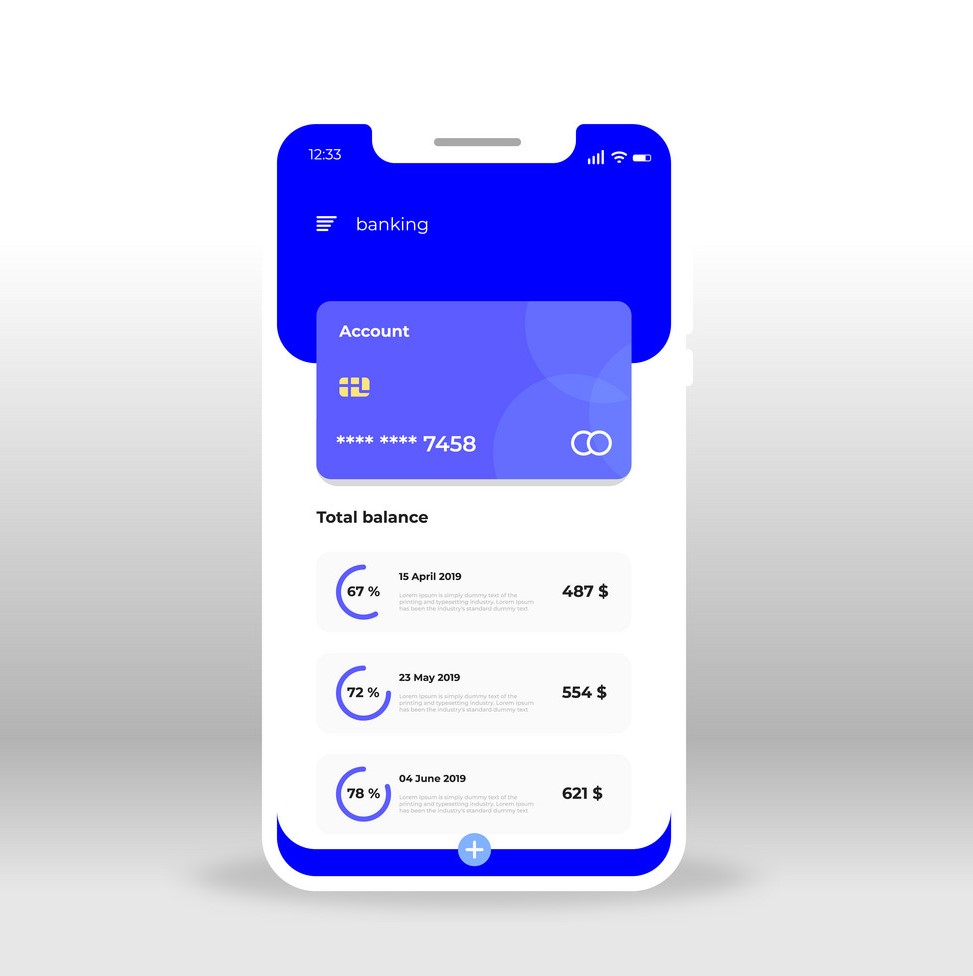 12:33
banking
Account
**** **** 7458
Total balance
67 %
15 April 2019
Lorem Ipsum is simply dummy text of the
printing and typesetting industry. Lorem Ipsum
has been the industry's standard dummy text
487 $
72 %
23 May 2019
Lorem Ipsum is simply dummy text of the
printing and typesetting industry. Lorem Ipsum
has been the industry's standard dummy text
554 $
78 %
04 June 2019
Lorem Ipsum is simply dummy text of the
printing and typesetting industry. Lorem Ipsum
has been the industry's standard dummy text
621 $